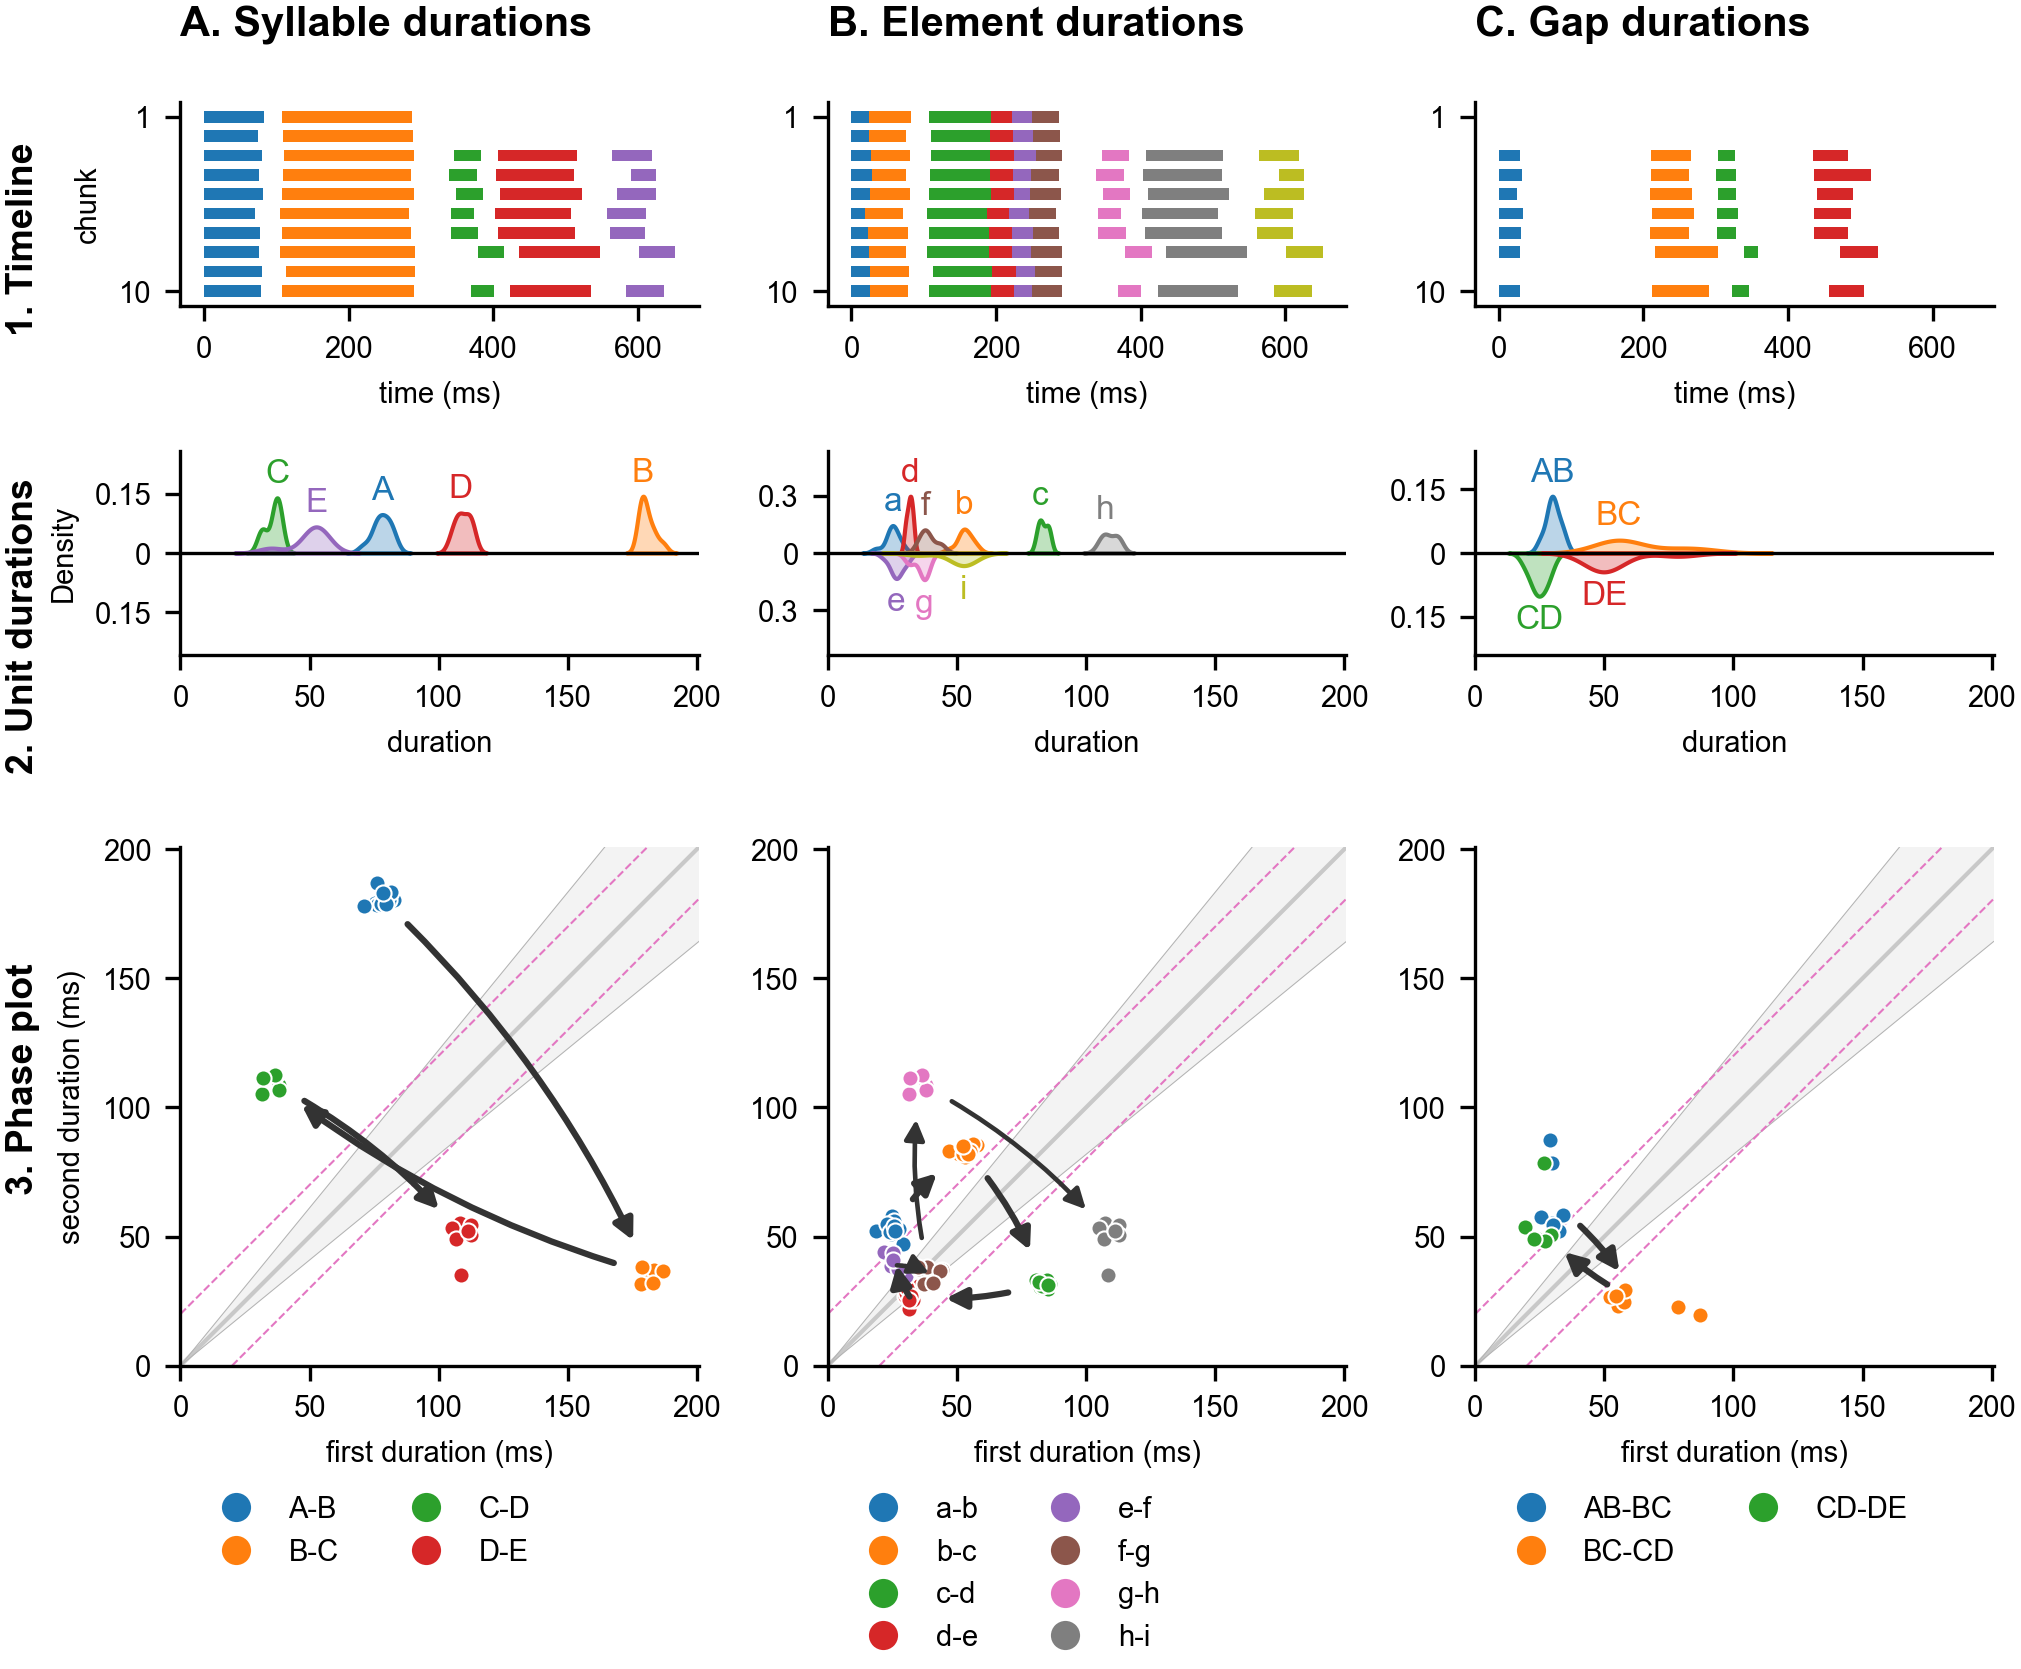 A. Syllable durations
B. Element durations
C. Gap durations
1. Timeline
chunk
1
10
0 200 400 600
time (ms)
1
10
0 200 400 600
time (ms)
1
10
0 200 400 600
time (ms)
2. Unit durations
Density
0.15
0
0.15
C
E
A
D
B
0 50 100 150 200
duration
0.3
0
0.3
d
a
f
b
c
h
e
g
i
0 50 100 150 200
duration
0.15
0
0.15
AB
BC
DE
CD
0 50 100 150 200
duration
3. Phase plot
second duration (ms)
200
150
100
50
0
0 50 100 150 200
first duration (ms)
A-B C-D
B-C D-E
200
150
100
50
0
0 50 100 150 200
first duration (ms)
a-b e-f
b-c f-g
c-d g-h
d-e h-i
200
150
100
50
0
0 50 100 150 200
first duration (ms)
AB-BC CD-DE
BC-CD